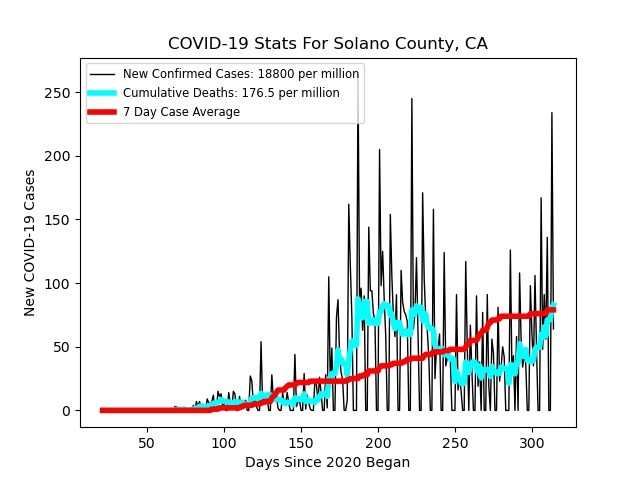 COVID-19 Stats For Solano County, CA
New Confirmed Cases: 18800 per million
Cumulative Deaths: 176.5 per million
7 Day Case Average
250
200
150
100
50
0
New COVID-19 Cases
50 100 150 200 250 300
Days Since 2020 Began